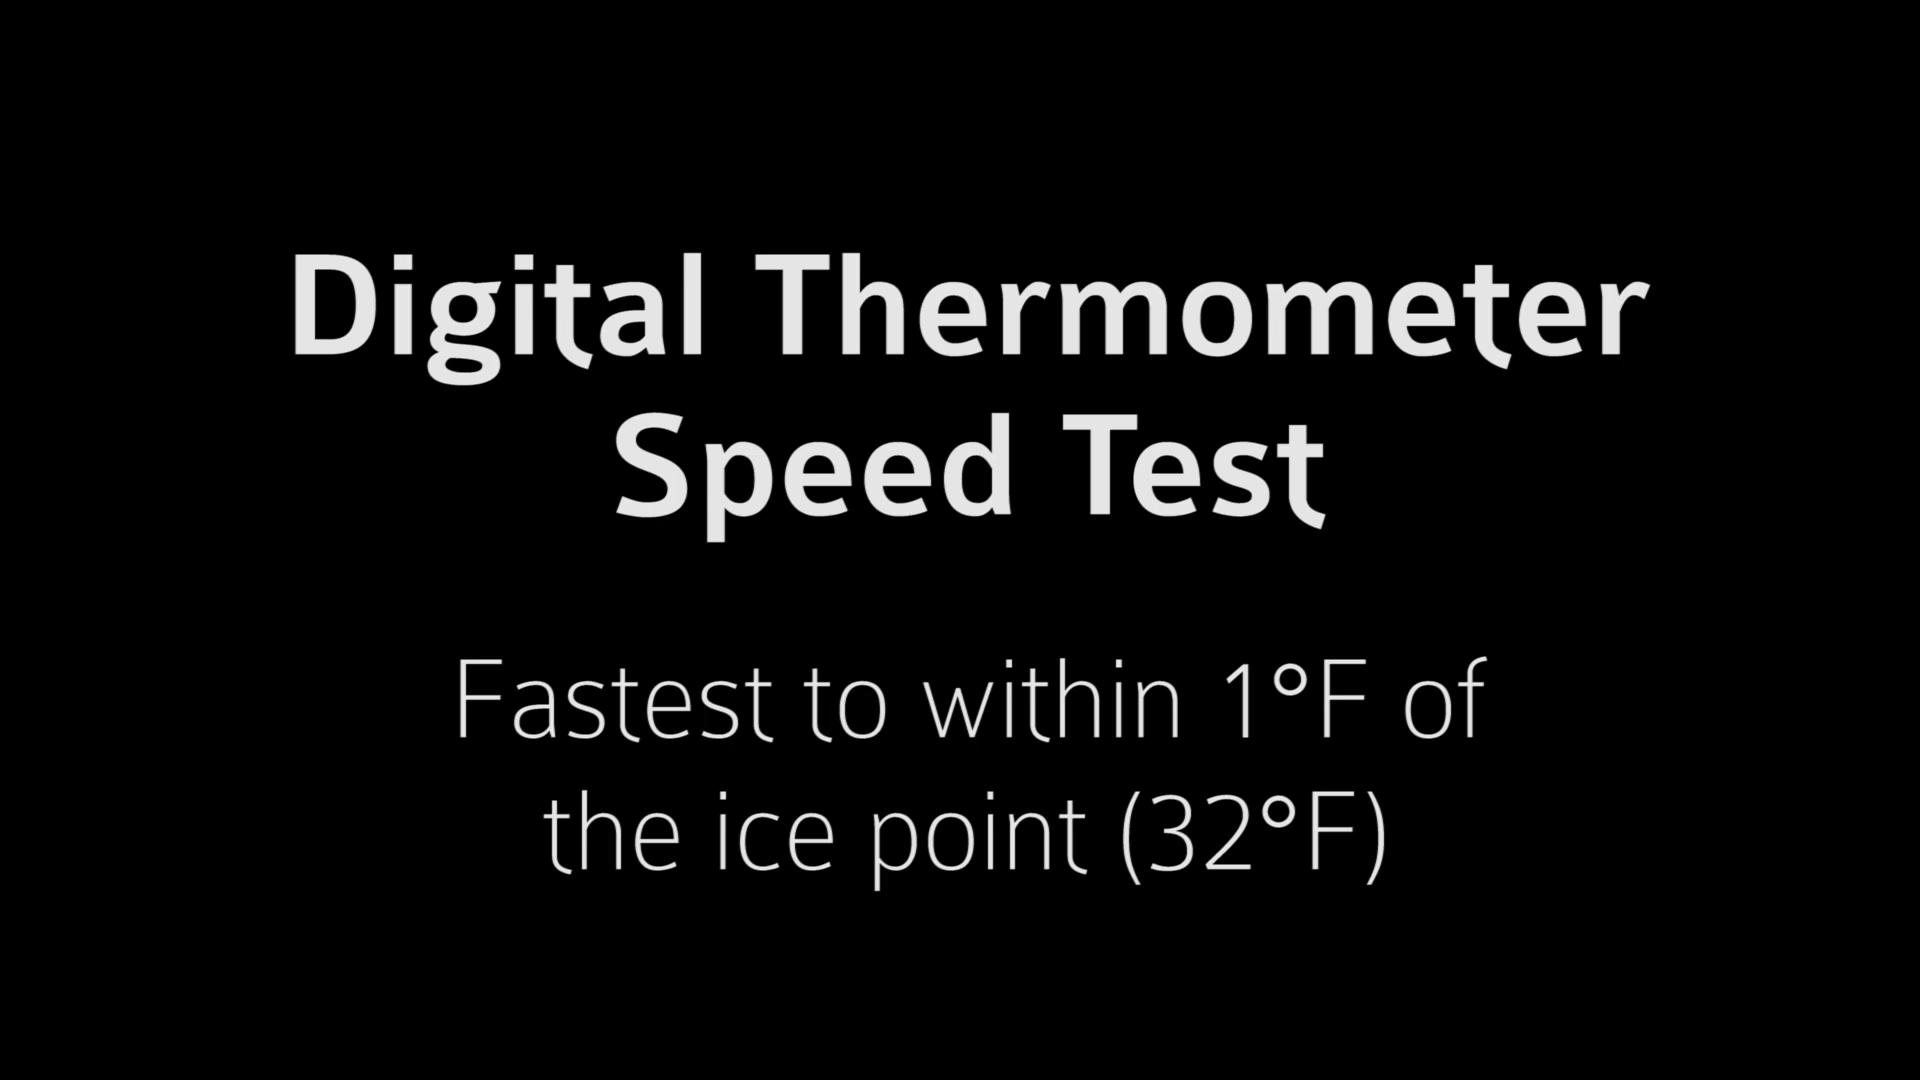 Digital Thermometer
Speed Test
Fastest to within 1°F of
the ice point (32°F)